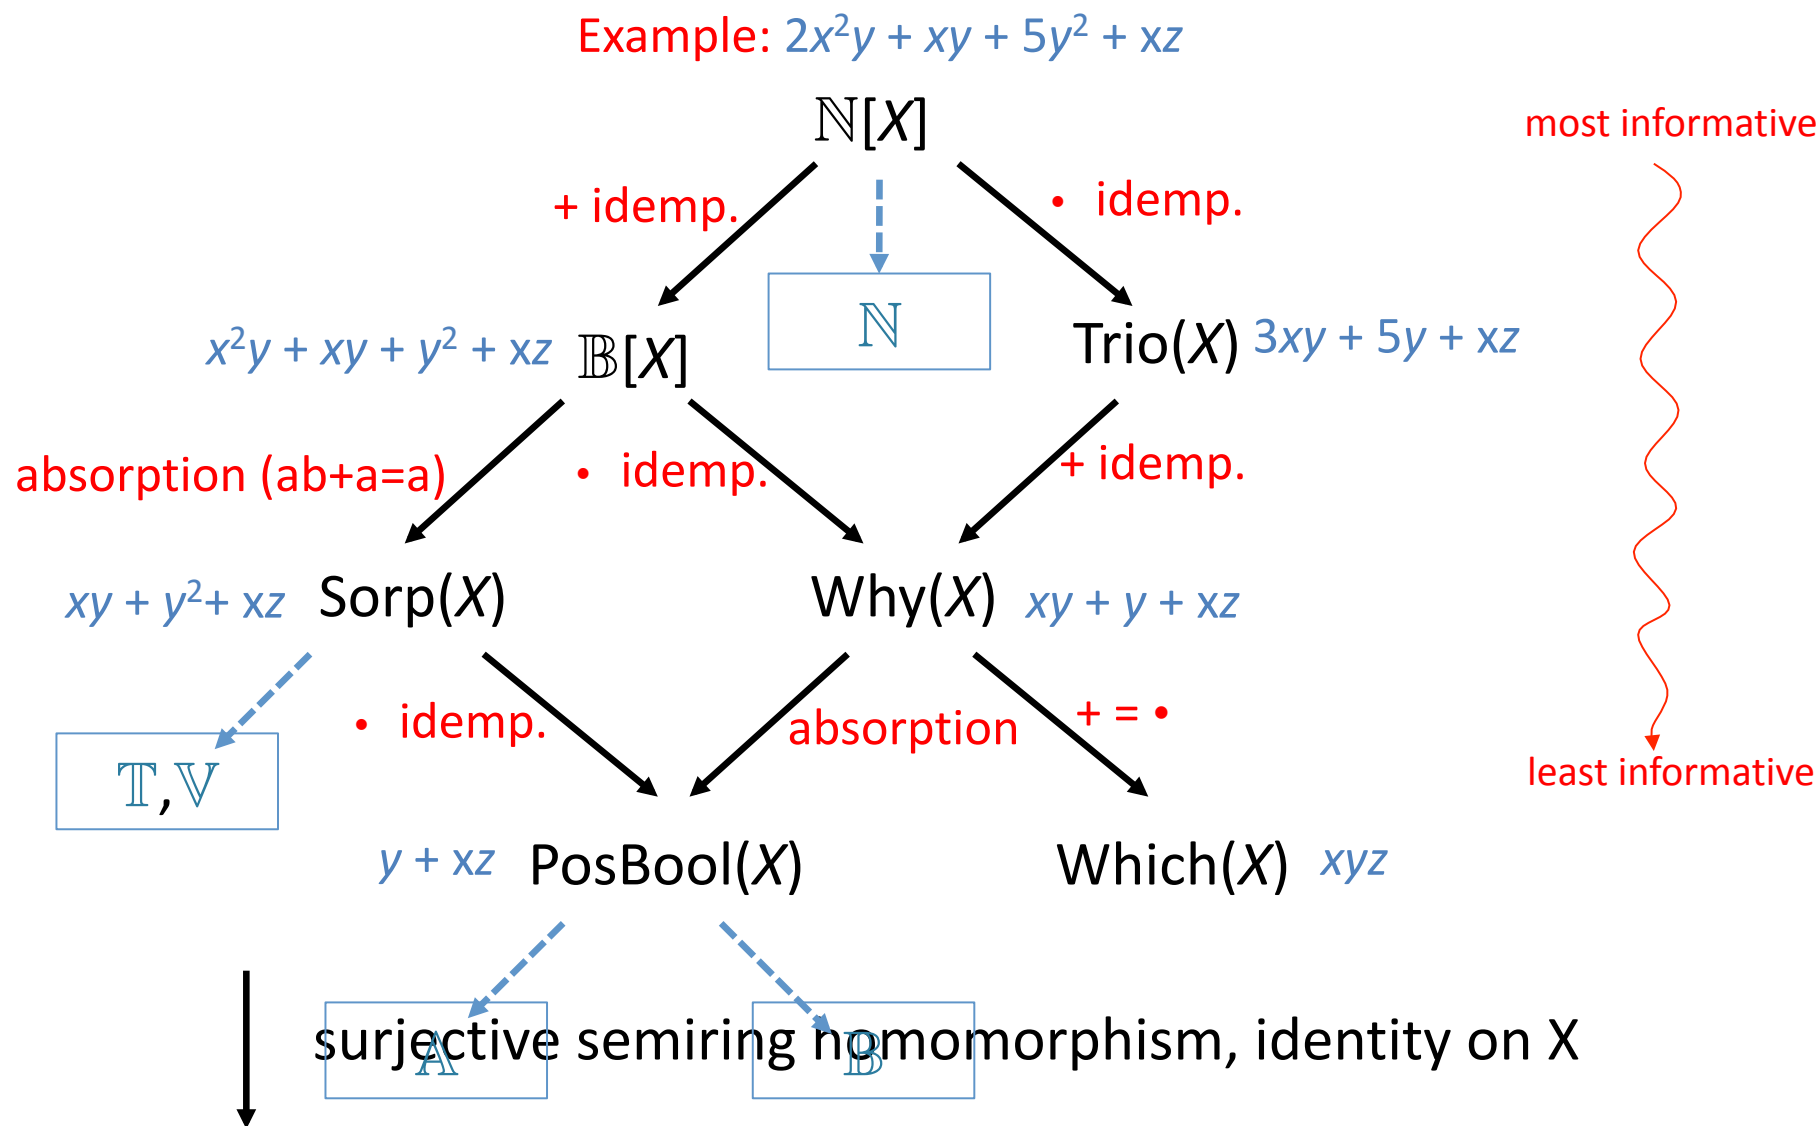 Example: 2x²y + xy + 5y² + xz
ℕ[X]
most informative
+ idemp.
• idemp.
ℕ
x²y + xy + y² + xz 𝔹[X]
Trio(X) 3xy + 5y + xz
absorption (ab+a=a)
• idemp.
+ idemp.
xy + y²+ xz Sorp(X)
Why(X) xy + y + xz
• idemp.
absorption
+ = •
𝕋,𝕍
least informative
y + xz PosBool(X)
Which(X) xyz
surjective semiring homomorphism, identity on X
𝔸
𝔹